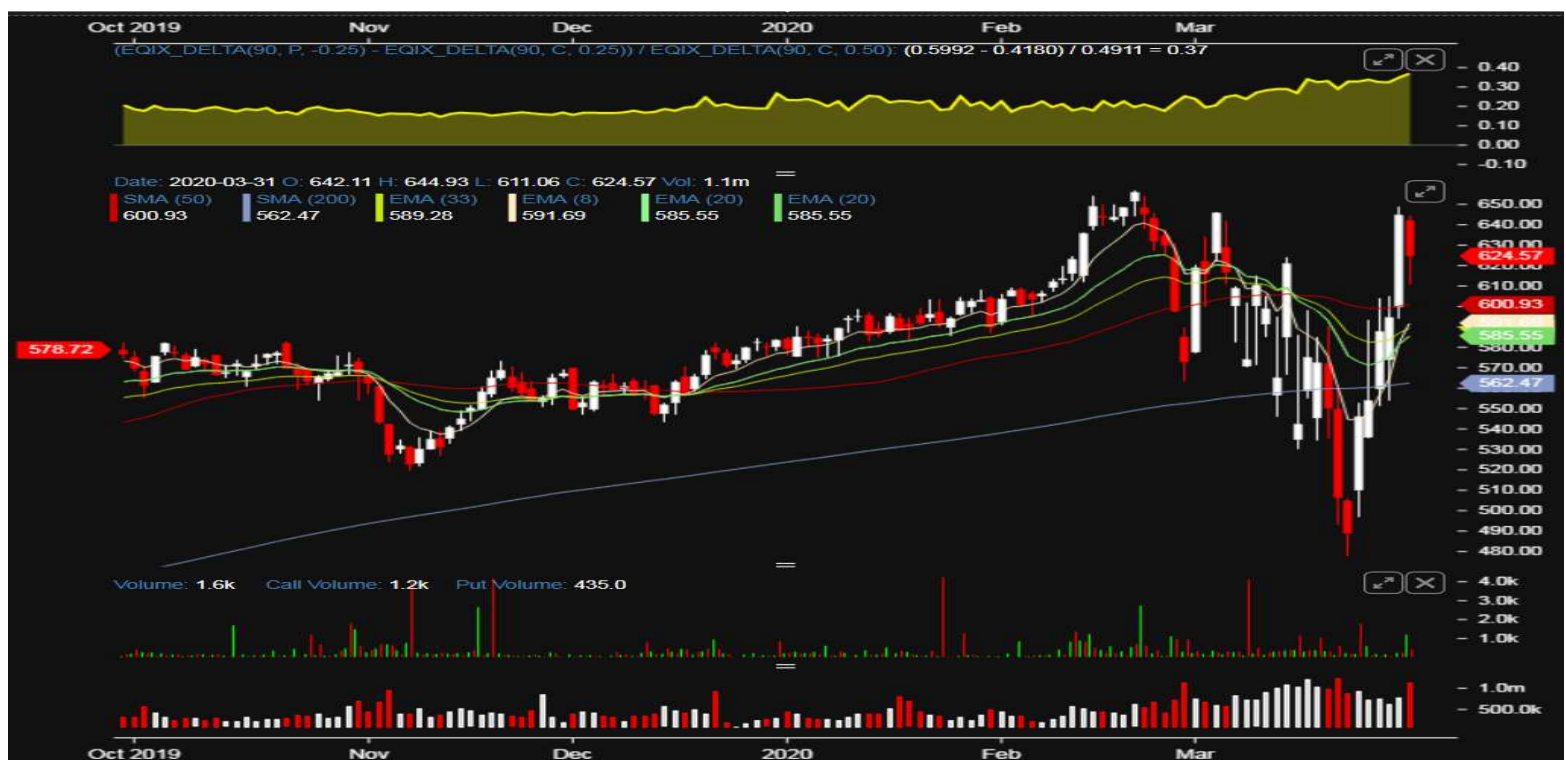 Oct 2019 Nov Dec 2020 Feb Mar
(EQIX_DELTA(90, P, -0.25) - EQIX_DELTA(90, C, 0.25)) / EQIX_DELTA(90, C, 0.50): (0.5992 - 0.4180) / 0.4911 = 0.37
0.40
0.30
0.20
0.10
0.00
-0.10
Date: 2020-03-31 O: 642.11 H: 644.93 L: 611.06 C: 624.57 Vol: 1.1m
SMA (50) SMA (200) EMA (33) EMA (8) EMA (20) EMA (20)
600.93 562.47 589.28 591.69 585.55 585.55
650.00
640.00
630.00
624.57
620.00
610.00
600.93
585.55
580.00
578.72
570.00
562.47
550.00
540.00
530.00
520.00
510.00
500.00
490.00
480.00
Volume: 1.6k Call Volume: 1.2k Put Volume: 435.0
4.0k
3.0k
2.0k
1.0k
1.0m
500.0k
Oct 2019 Nov Dec 2020 Feb Mar